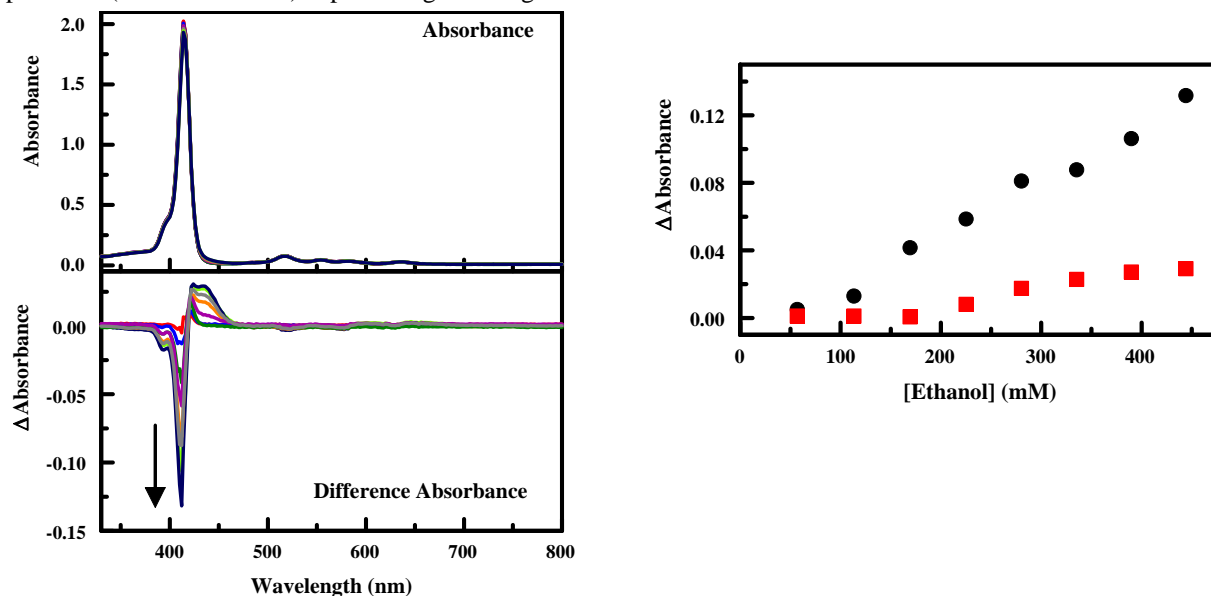 2.0
1.5
1.0
0.5
0.0
Absorbance
Absorbance
0.00
-0.05
-0.10
-0.15
ΔAbsorbance
Difference Absorbance
400 500 600 700 800
Wavelength (nm)
0.12
0.08
0.04
0.00
ΔAbsorbance
0 100 200 300 400
[Ethanol] (mM)